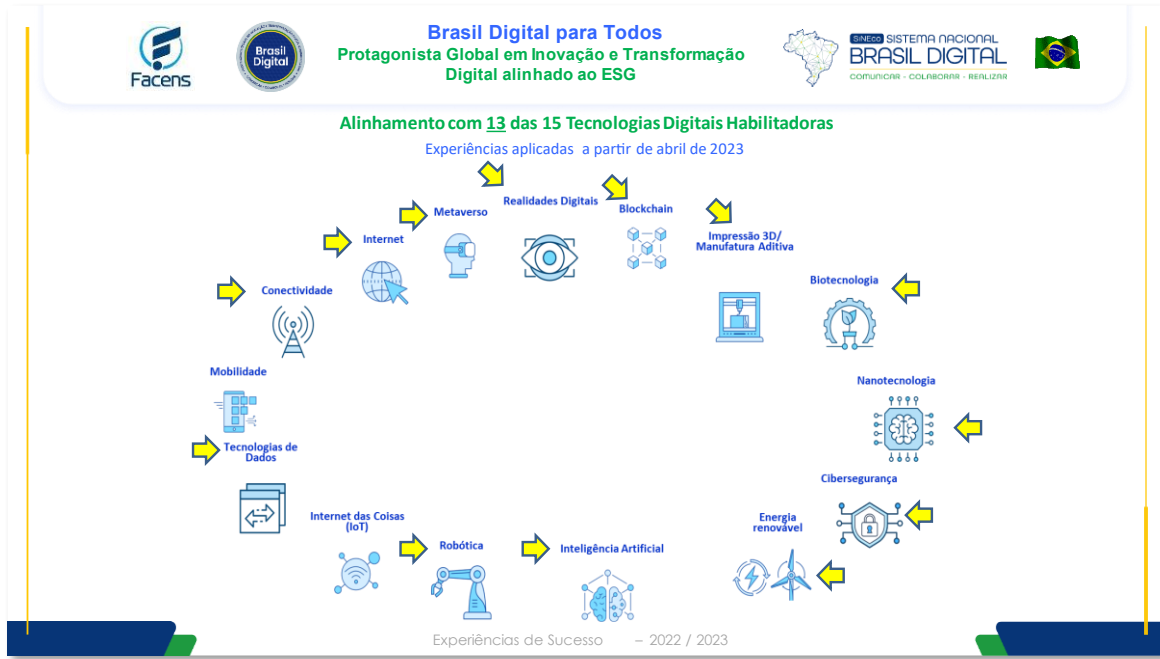 Facens
Brasil
Digital
Brasil Digital para Todos
Protagonista Global em Inovação e Transformação
Digital alinhado ao ESG
SiNEco SISTEMA NACIONAL
BRASIL DIGITAL
COMUNICAR - COLABORAR - REALIZAR
Alinhamento com 13 das 15 Tecnologias Digitais Habilitadoras
Experiências aplicadas a partir de abril de 2023
Realidades Digitais
Metaverso
Blockchain
Internet
Impressão 3D/
Manufatura Aditiva
Conectividade
Biotecnologia
Mobilidade
Nanotecnologia
Tecnologias de
Dados
Cibersegurança
Internet das Coisas
(IoT)
Energia
renovável
Robótica
Inteligência Artificial
Experiências de Sucesso – 2022 / 2023